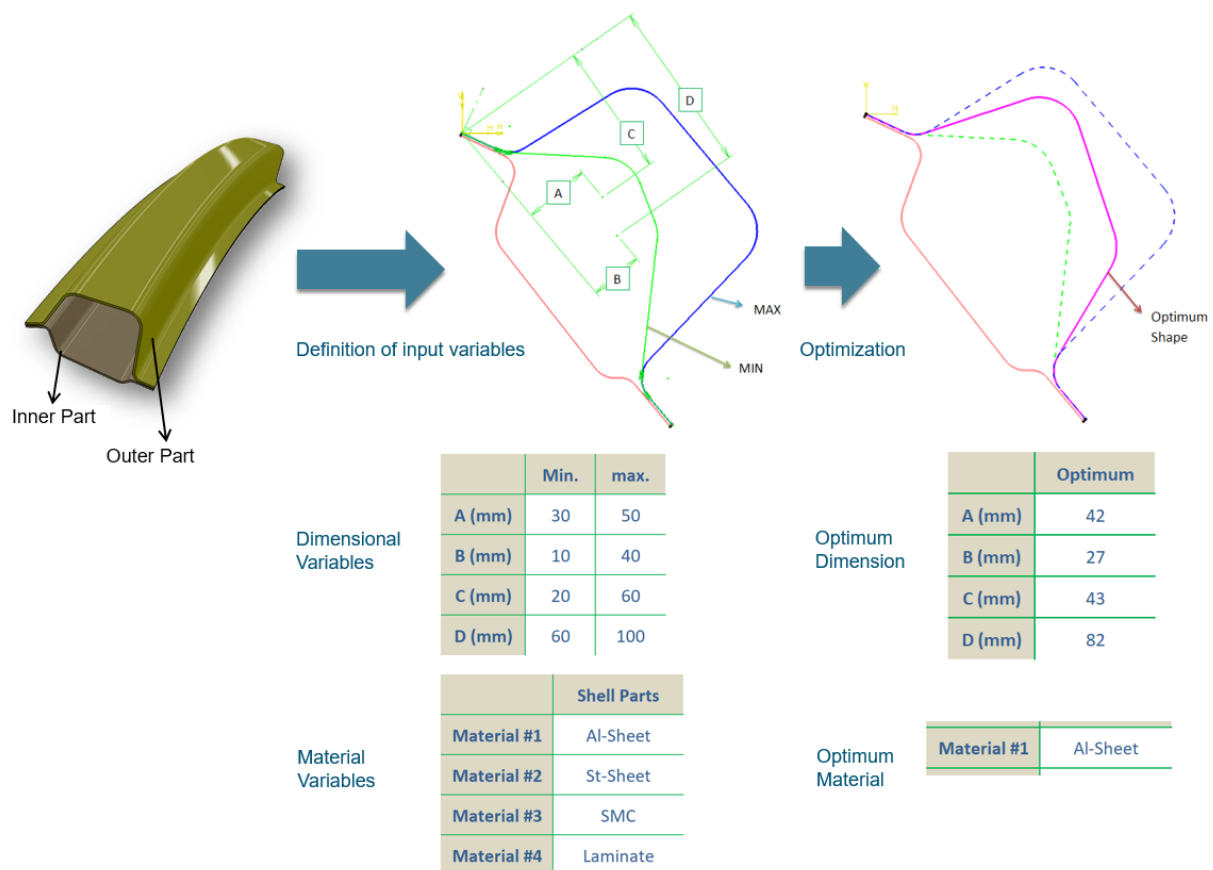 D
C
A
B
V
H
H
MAX
MIN
V
H
Optimum
Shape
Inner Part
Outer Part
Definition of input variables
Optimization
Dimensional
Variables
Min. max.
A (mm) 30 50
B (mm) 10 40
C (mm) 20 60
D (mm) 60 100
Optimum
Dimension
Optimum
A (mm) 42
B (mm) 27
C (mm) 43
D (mm) 82
Material
Variables
Shell Parts
Material #1 Al-Sheet
Material #2 St-Sheet
Material #3 SMC
Material #4 Laminate
Optimum
Material
Material #1 Al-Sheet